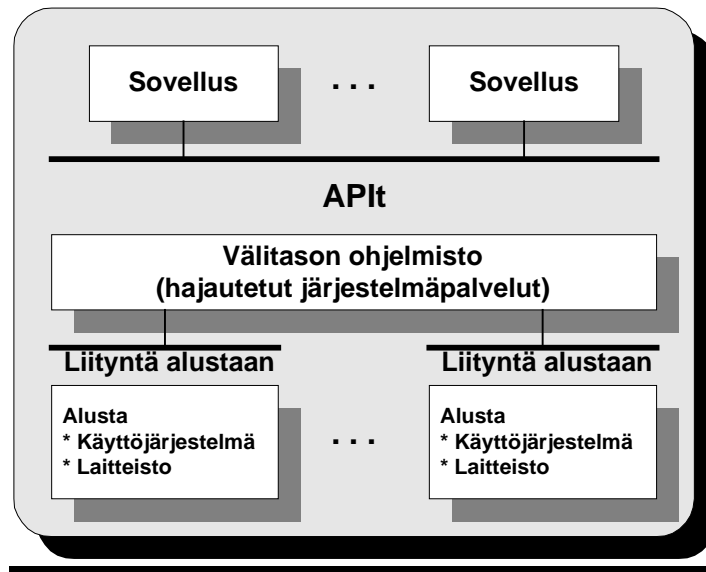 Sovellus ... Sovellus
APIt
Välitason ohjelmisto
(hajautetut järjestelmäpalvelut)
Liityntä alustaan Liityntä alustaan
Alusta
* Käyttöjärjestelmä
* Laitteisto
...
Alusta
* Käyttöjärjestelmä
* Laitteisto